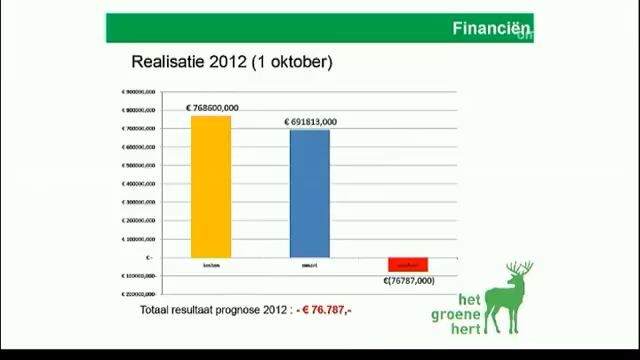 Financiën
Realisatie 2012 (1 oktober)
€ 900000,000
€ 800000,000
€ 700000,000
€ 600000,000
€ 500000,000
€ 400000,000
€ 300000,000
€ 200000,000
€ 100000,000
€-
€ 100000,000
€ 200000,000
€ 768600,000
€ 691813,000
kosten
€(76787,000)
Totaal resultaat prognose 2012 : - € 76.787,-
het
groene
hert